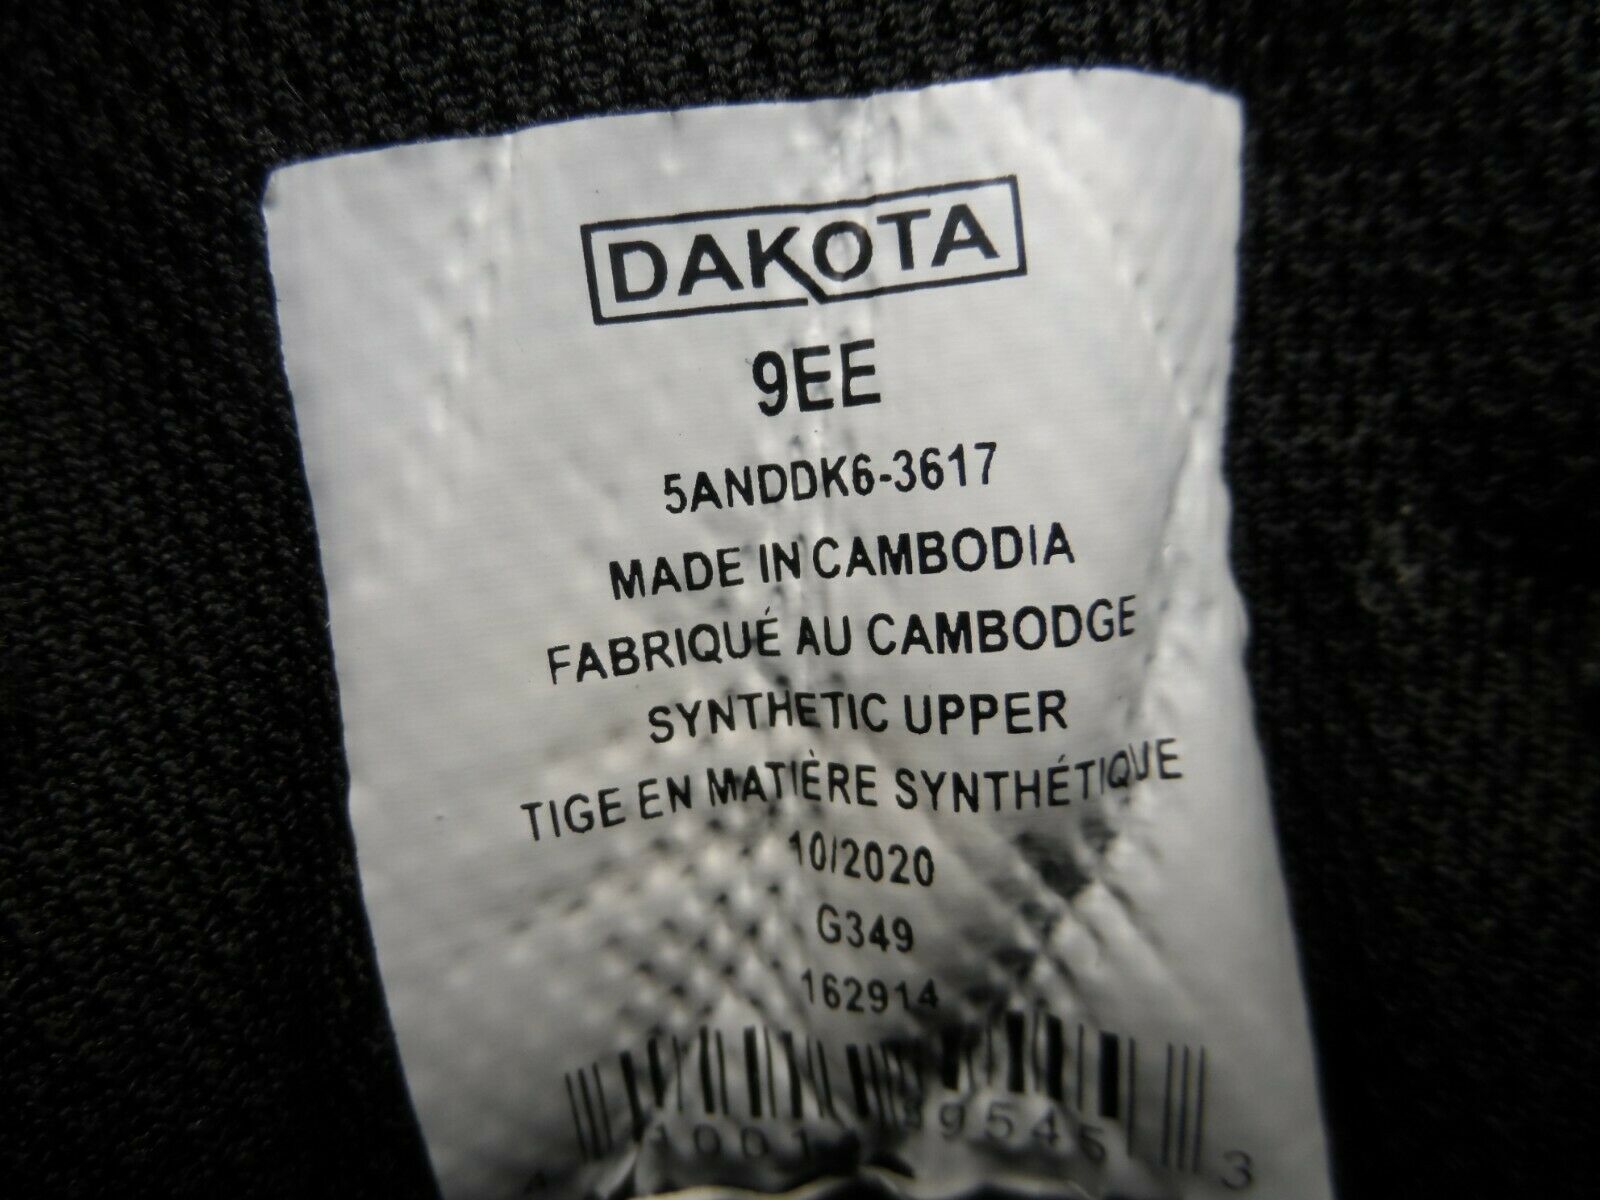 DAKOTA
9EE
5ANDDK6-3617
MADE IN CAMBODIA
FABRIQUÉ AU CAMBODGE
SYNTHETIC UPPER
TIGE EN MATIÈRE SYNTHÉTIQUE
10/2020
G349
162914
3